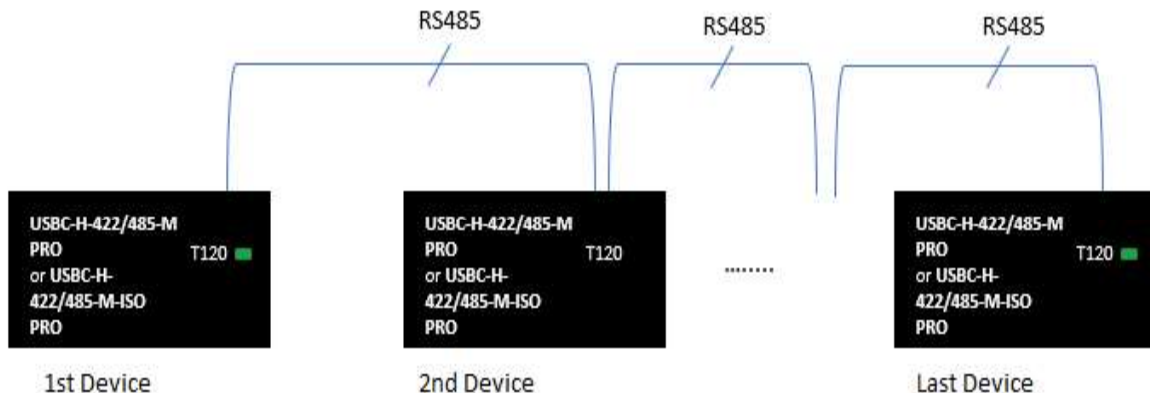 RS485
RS485
RS485
USBC-H-422/485-M
PRO
or USBC-H-
422/485-M-ISO
PRO
T120
1st Device
USBC-H-422/485-M
PRO
or USBC-H-
422/485-M-ISO
PRO
T120
2nd Device
........
USBC-H-422/485-M
PRO
or USBC-H-
422/485-M-ISO
PRO
T120
Last Device